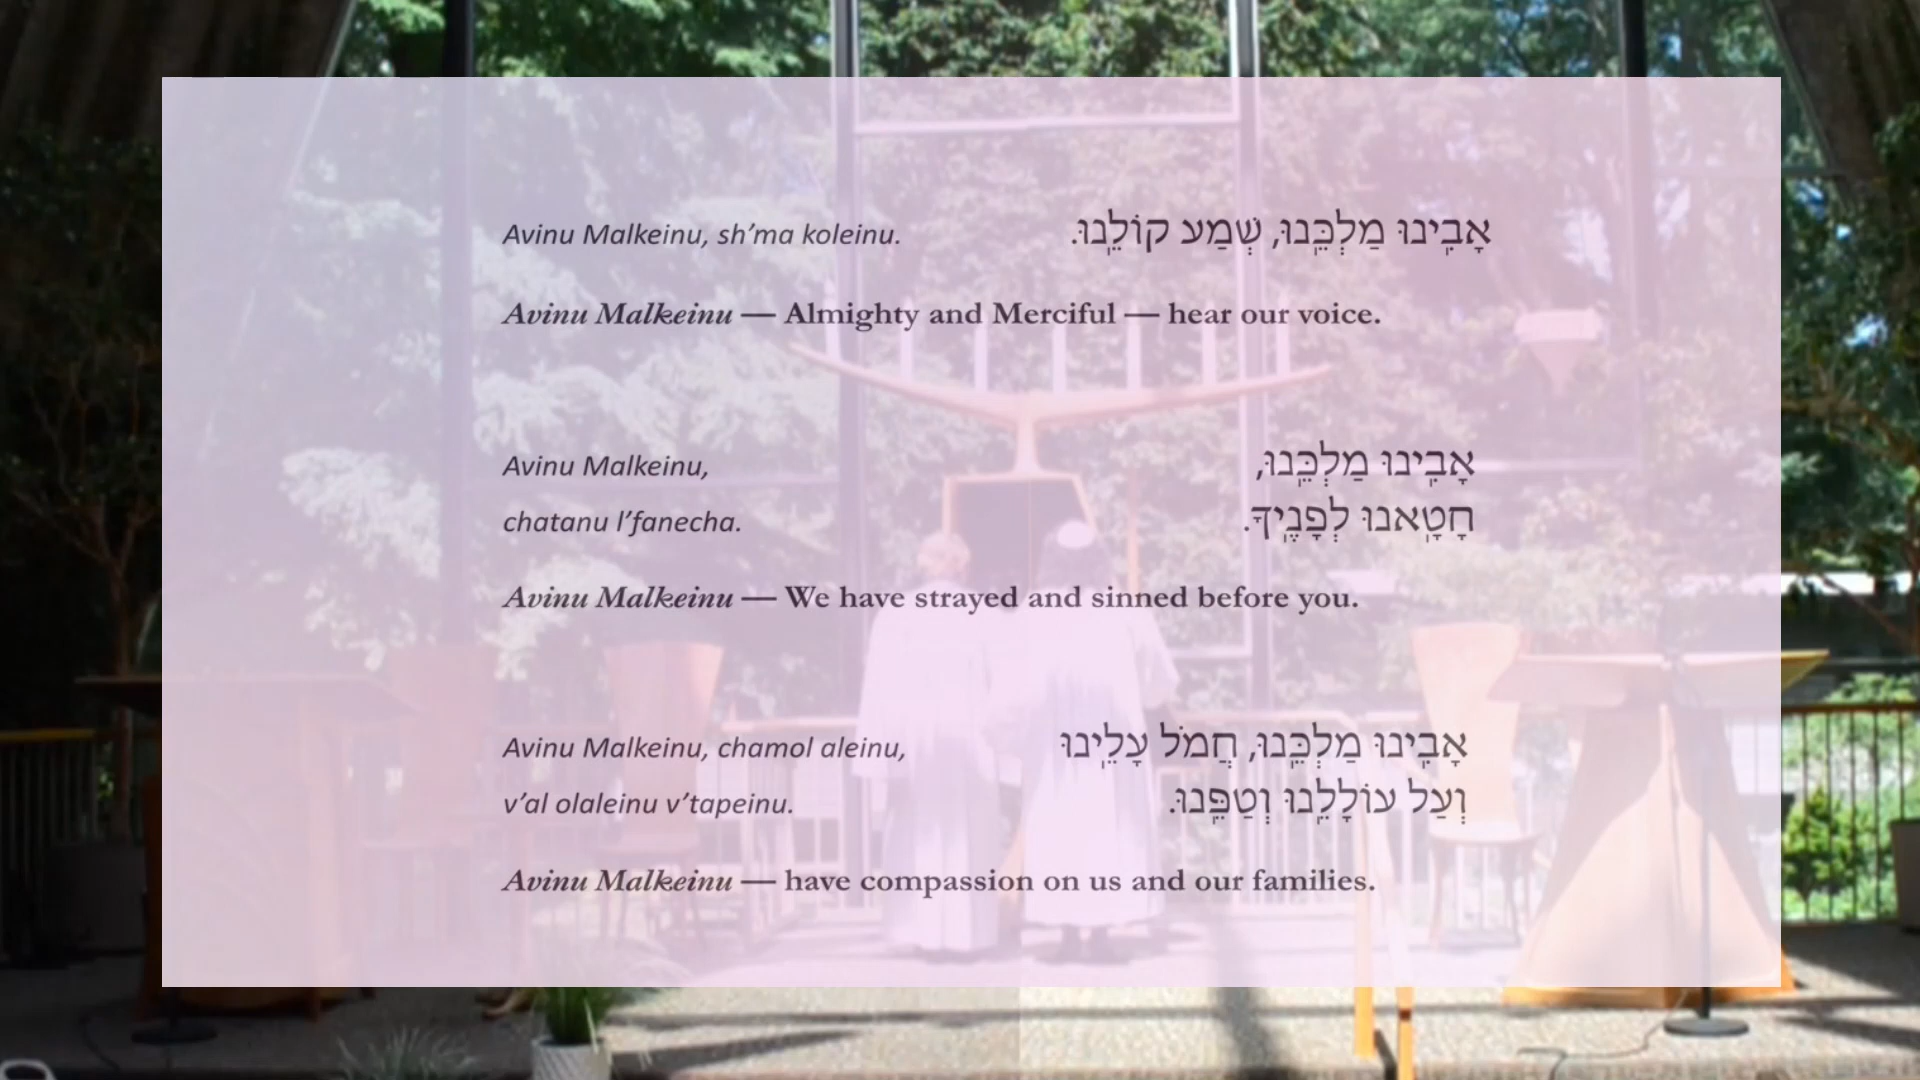 Avinu Malkeinu, sh’ma koleinu.
אָבִֽינוּ מַלְכֵּֽנוּ, שְׁמַע קוֹלֵֽנוּ.
Avinu Malkeinu — Almighty and Merciful — hear our voice.
Avinu Malkeinu,
אָבִֽינוּ מַלְכֵּֽנוּ,
chatanu l’fanecha.
חָטָֽאנוּ לְפָנֶֽיךָ.
Avinu Malkeinu — We have strayed and sinned before you.
Avinu Malkeinu, chamol aleinu,
אָבִֽינוּ מַלְכֵּֽנוּ, חֲמֹל עָלֵֽינוּ
v’al olaleinu v’tapeinu.
וְעַל עוֹלָלֵֽנוּ וְטַפֵּֽנוּ.
Avinu Malkeinu — have compassion on us and our families.